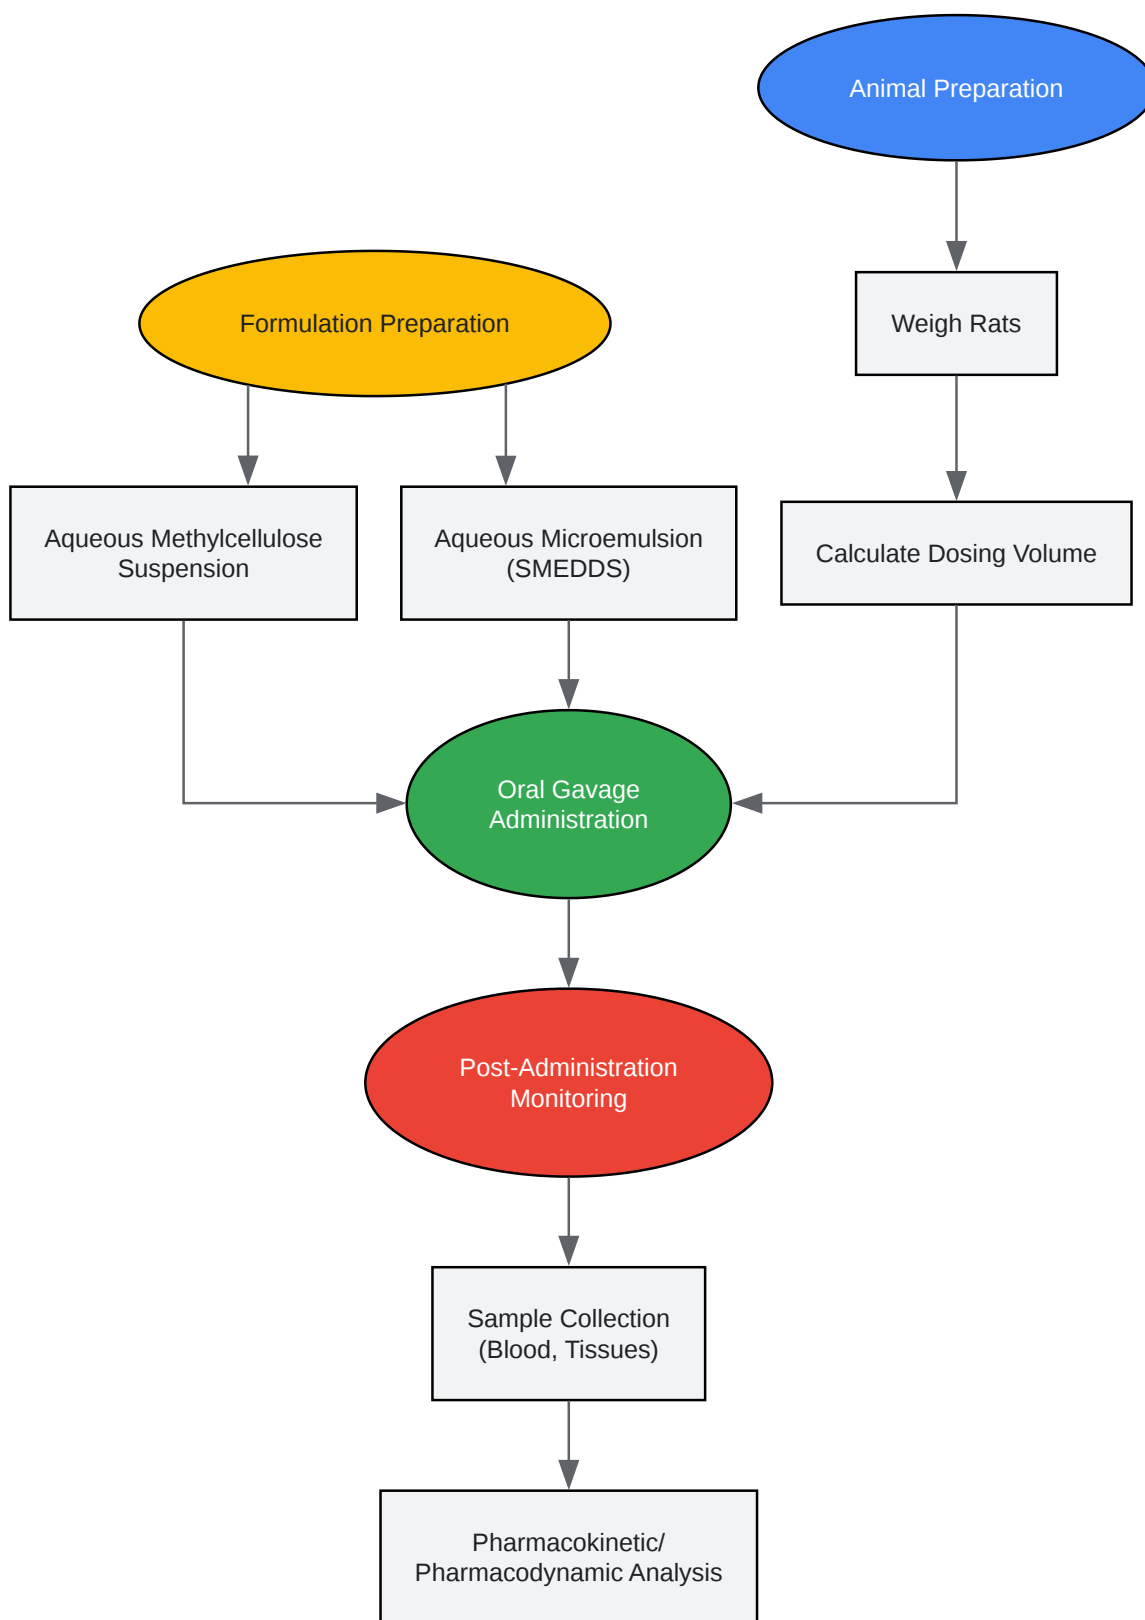 Animal Preparation
Formulation Preparation
Weigh Rats
Aqueous Methylcellulose
Suspension
Aqueous Microemulsion
(SMEDDS)
Calculate Dosing Volume
Oral Gavage
Administration
Post-Administration
Monitoring
Sample Collection
(Blood, Tissues)
Pharmacokinetic/
Pharmacodynamic Analysis